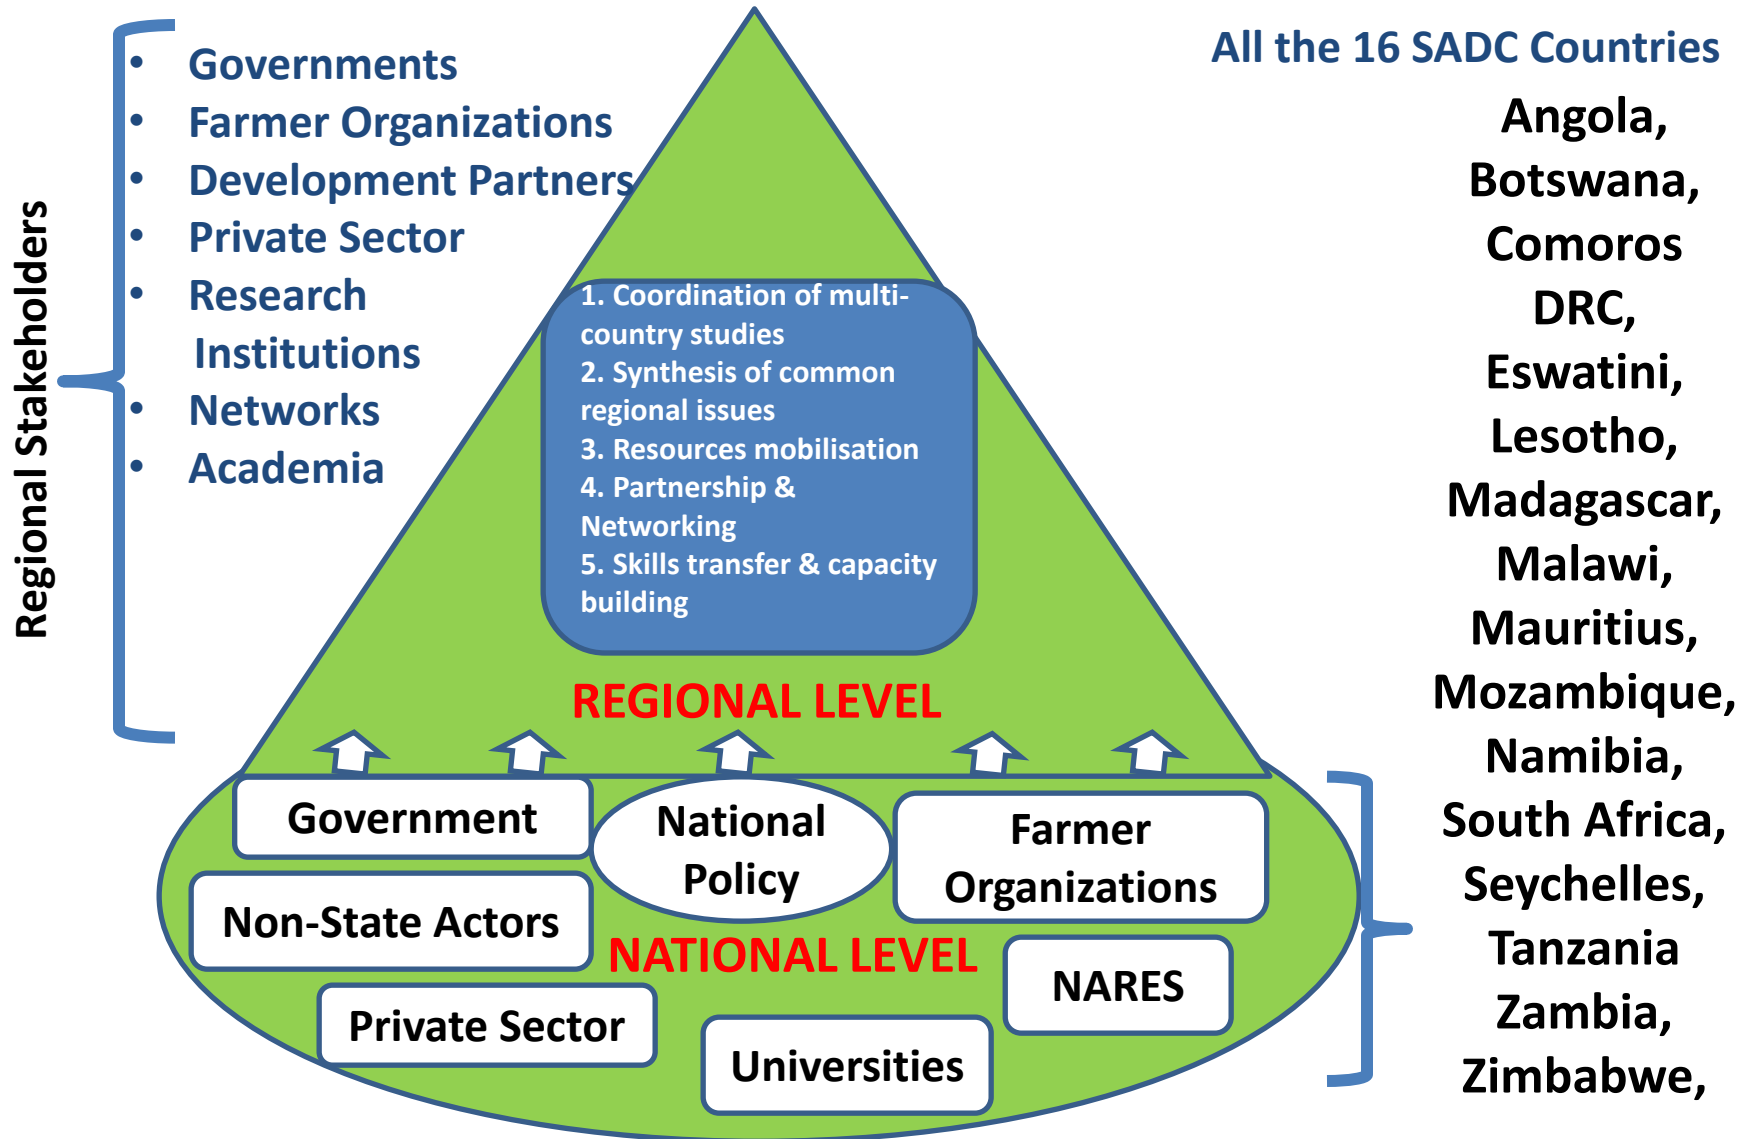 Regional Stakeholders
• Governments
• Farmer Organizations
• Development Partners
• Private Sector
• Research
Institutions
• Networks
• Academia
1. Coordination of multi-
country studies
2. Synthesis of common
regional issues
3. Resources mobilisation
4. Partnership &
Networking
5. Skills transfer & capacity
building
REGIONAL LEVEL
Government
National
Policy
Farmer
Organizations
Non-State Actors
NATIONAL LEVEL
NARES
Private Sector
Universities
All the 16 SADC Countries
Angola,
Botswana,
Comoros
DRC,
Eswatini,
Lesotho,
Madagascar,
Malawi,
Mauritius,
Mozambique,
Namibia,
South Africa,
Seychelles,
Tanzania
Zambia,
Zimbabwe,